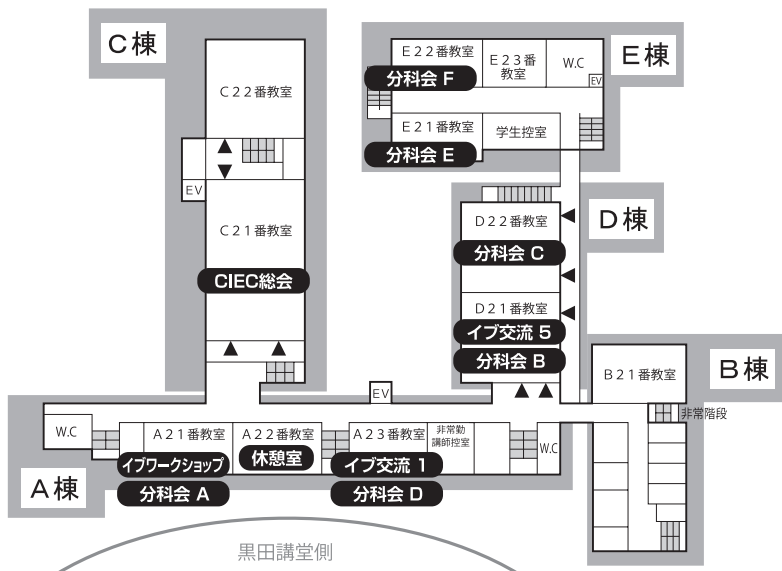 C棟
C22番教室
EV
C21番教室
CIEC総会
E棟
E22番教室
分科会 F
E23番
教室
W.C
EV
E21番教室
分科会 E
学生控室
D棟
D22番教室
分科会 C
D21番教室
イブ交流 5
分科会 B
B棟
B21番教室
非常階段
EV
A棟
W.C
A21番教室
イブワークショップ
分科会 A
A22番教室
休憩室
A23番教室
イブ交流 1
分科会 D
非常勤
講師控室
W.C
黒田講堂側